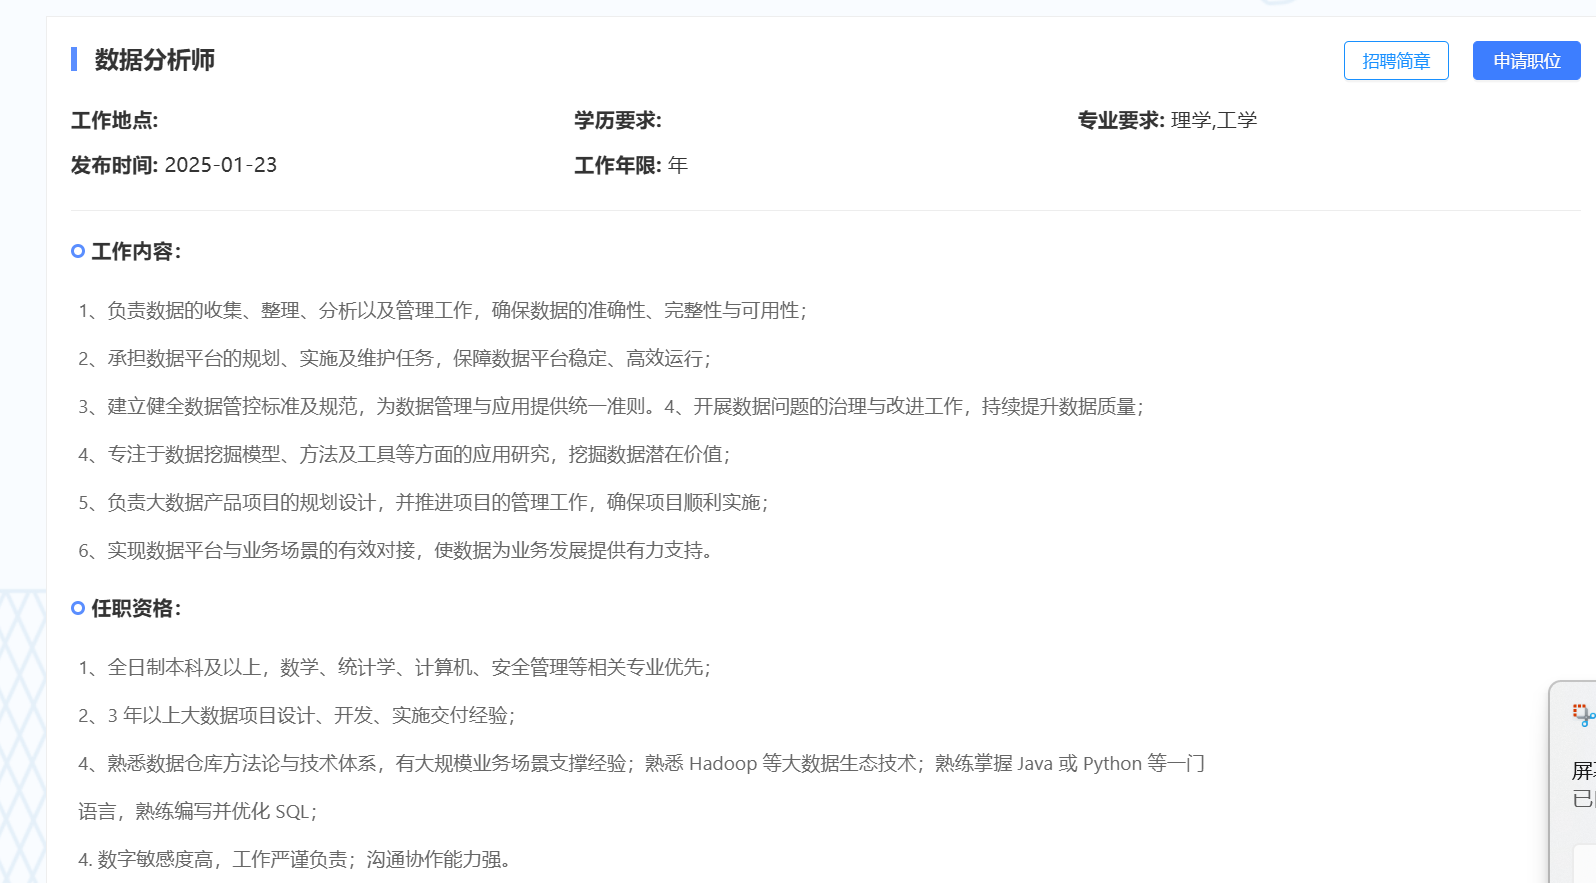 数据分析师
招聘简章
申请职位
工作地点:
学历要求:
专业要求: 理学,工学
发布时间: 2025-01-23
工作年限: 年
工作内容：
1、负责数据的收集、整理、分析以及管理工作，确保数据的准确性、完整性与可用性；
2、承担数据平台的规划、实施及维护任务，保障数据平台稳定、高效运行；
3、建立健全数据管控标准及规范，为数据管理与应用提供统一准则。4、开展数据问题的治理与改进工作，持续提升数据质量；
4、专注于数据挖掘模型、方法及工具等方面的应用研究，挖掘数据潜在价值；
5、负责大数据产品项目的规划设计，并推进项目的管理工作，确保项目顺利实施；
6、实现数据平台与业务场景的有效对接，使数据为业务发展提供有力支持。
任职资格：
1、全日制本科及以上，数学、统计学、计算机、安全管理等相关专业优先；
2、3 年以上大数据项目设计、开发、实施交付经验；
4、熟悉数据仓库方法论与技术体系，有大规模业务场景支撑经验；熟悉 Hadoop 等大数据生态技术；熟练掌握 Java 或 Python 等一门
语言，熟练编写并优化 SQL；
4. 数字敏感度高，工作严谨负责；沟通协作能力强。
屏
已